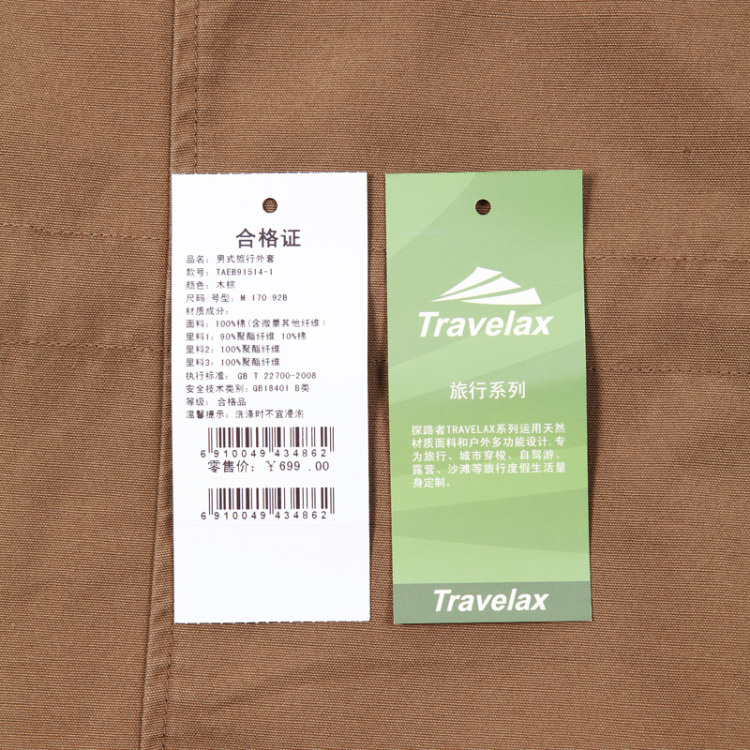 合格证
品名: 男式旅行外套
款号: TAEB91514-1
颜色: 木棕
尺码 号型: M 170 92B
材质成分:
面料: 100%棉(含微量其他纤维)
里料1: 90%聚酯纤维 10%棉
里料2: 100%聚酯纤维
里料3: 100%聚酯纤维
执行标准: GB T 22700-2008
安全技术类别: GB18401 B类
等级: 合格品
温馨提示: 洗涤时不宜浸泡
6 910049 434862
零售价: ¥699.00
6 910049 434862
Travelax
旅行系列
探路者TRAVELAX系列运用天然
材质面料和户外多功能设计,专
为旅行、城市穿梭、自驾游、
露营、沙滩等旅行度假生活量
身定制。
Travelax